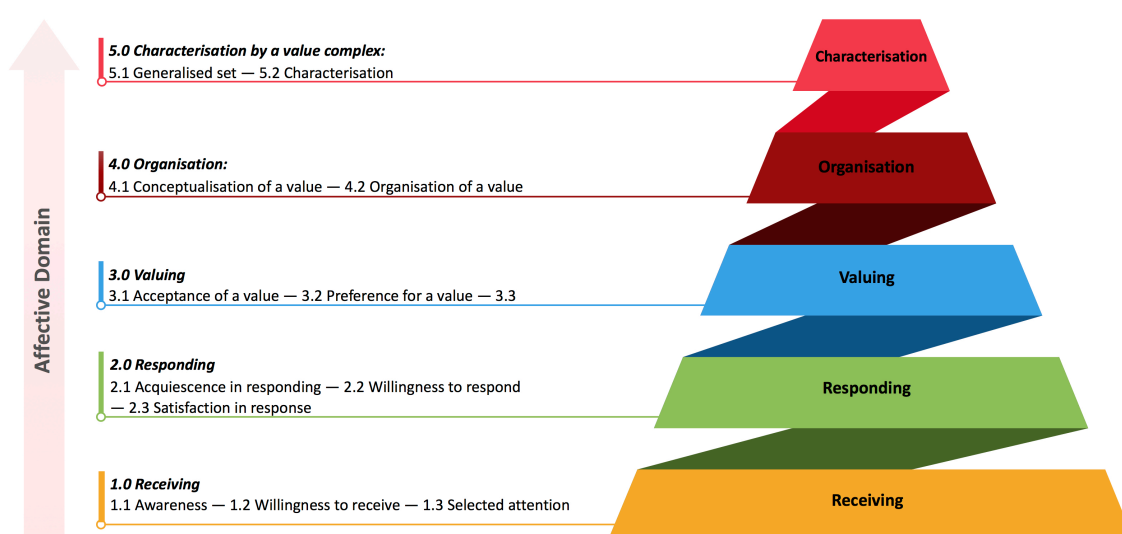 Affective Domain
5.0 Characterisation by a value complex:
5.1 Generalised set — 5.2 Characterisation
Characterisation
4.0 Organisation:
4.1 Conceptualisation of a value — 4.2 Organisation of a value
Organisation
3.0 Valuing
3.1 Acceptance of a value — 3.2 Preference for a value — 3.3
Valuing
2.0 Responding
2.1 Acquiescence in responding — 2.2 Willingness to respond
— 2.3 Satisfaction in response
Responding
1.0 Receiving
1.1 Awareness — 1.2 Willingness to receive — 1.3 Selected attention
Receiving